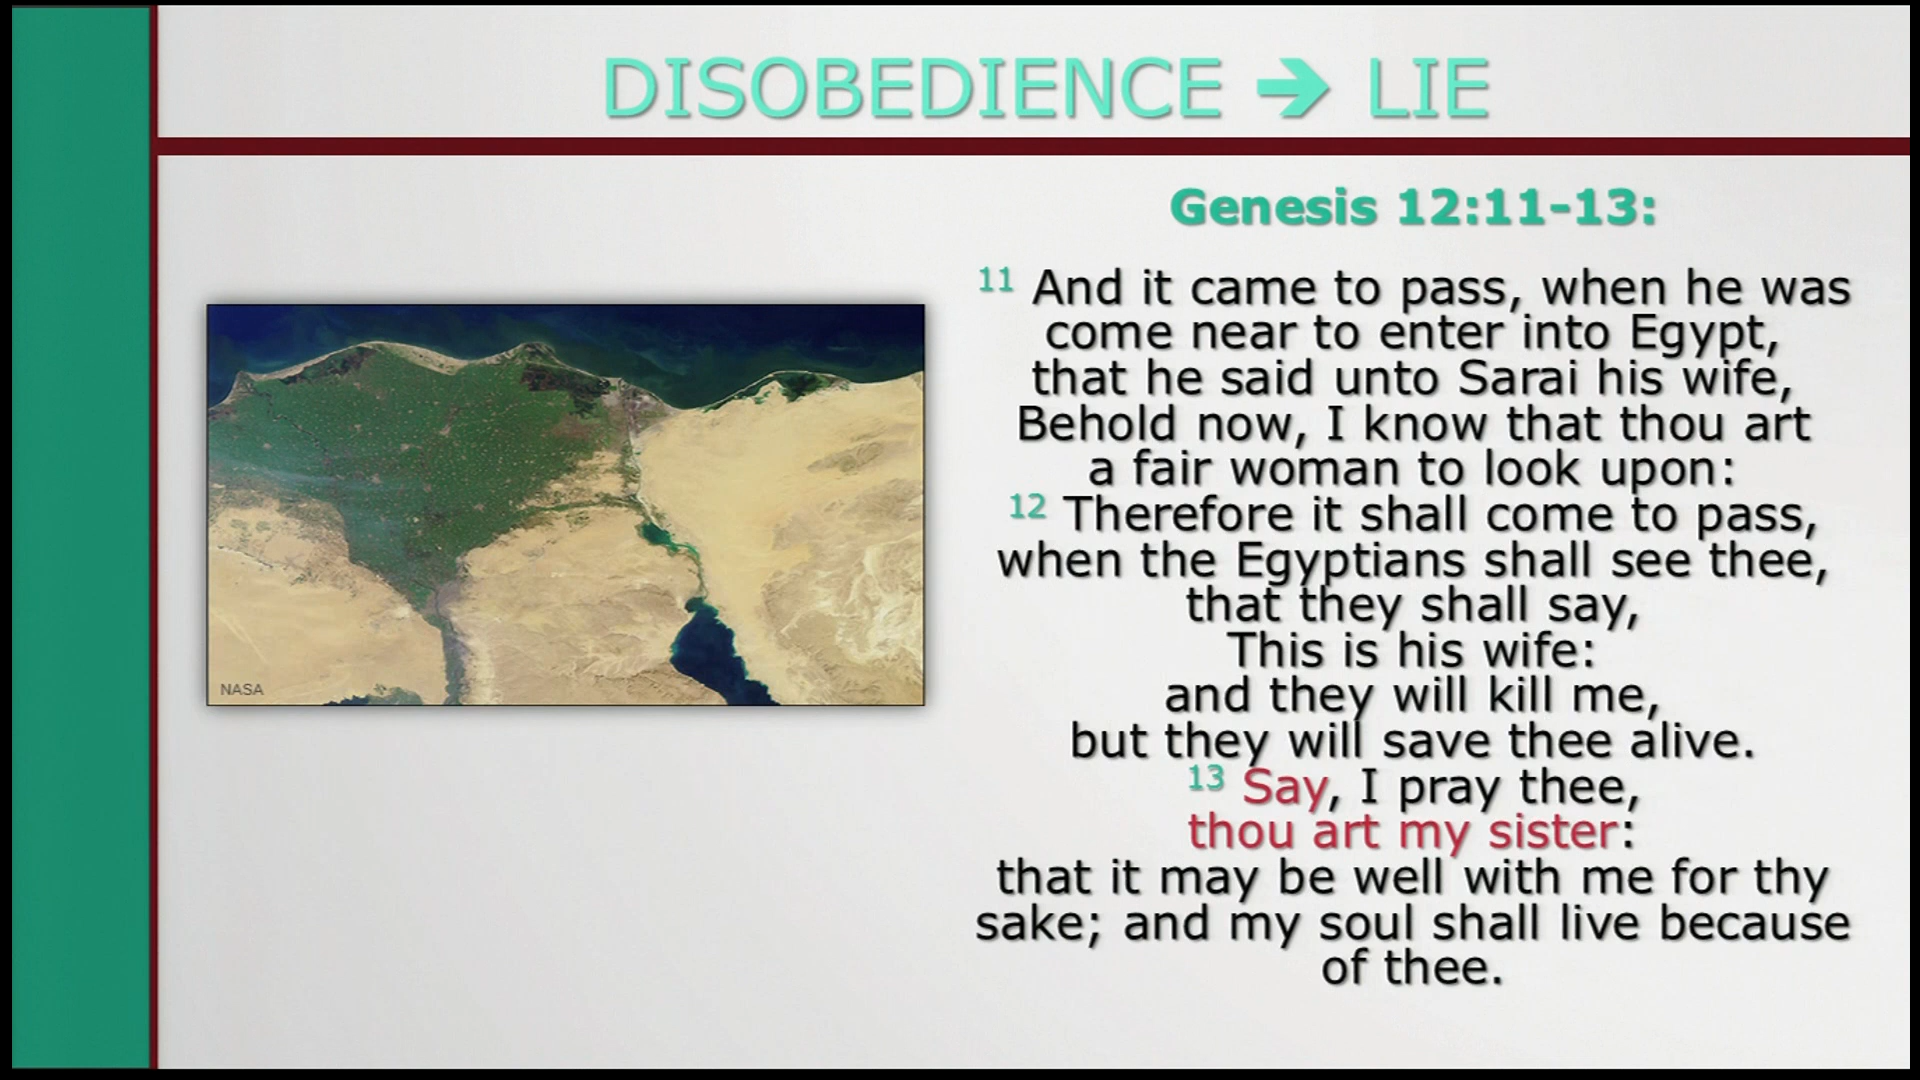 DISOBEDIENCE ➔ LIE
Genesis 12:11-13:
11 And it came to pass, when he was
come near to enter into Egypt,
that he said unto Sarai his wife,
Behold now, I know that thou art
a fair woman to look upon:
12 Therefore it shall come to pass,
when the Egyptians shall see thee,
that they shall say,
This is his wife:
and they will kill me,
but they will save thee alive.
13 Say, I pray thee,
thou art my sister:
that it may be well with me for thy
sake; and my soul shall live because
of thee.
NASA